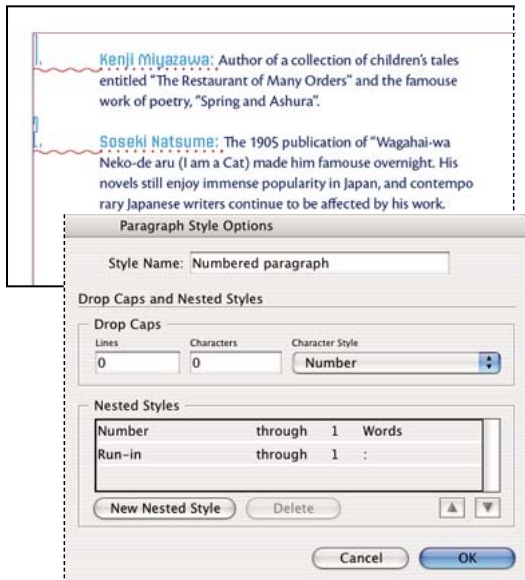 1. Kenji Miyazawa: Author of a collection of children's tales
entitled "The Restaurant of Many Orders" and the famouse
work of poetry, "Spring and Ashura".
2. Soseki Natsume: The 1905 publication of "Wagahai-wa
Neko-de aru (I am a Cat) made him famouse overnight. His
novels still enjoy immense popularity in Japan, and contempo
rary Japanese writers continue to be affected by his work.
Paragraph Style Options
Style Name: Numbered paragraph
Drop Caps and Nested Styles
Drop Caps
Lines Characters Character Style
0 0 Number
Nested Styles
Number through 1 Words
Run-in through 1 :
New Nested Style Delete
Cancel OK